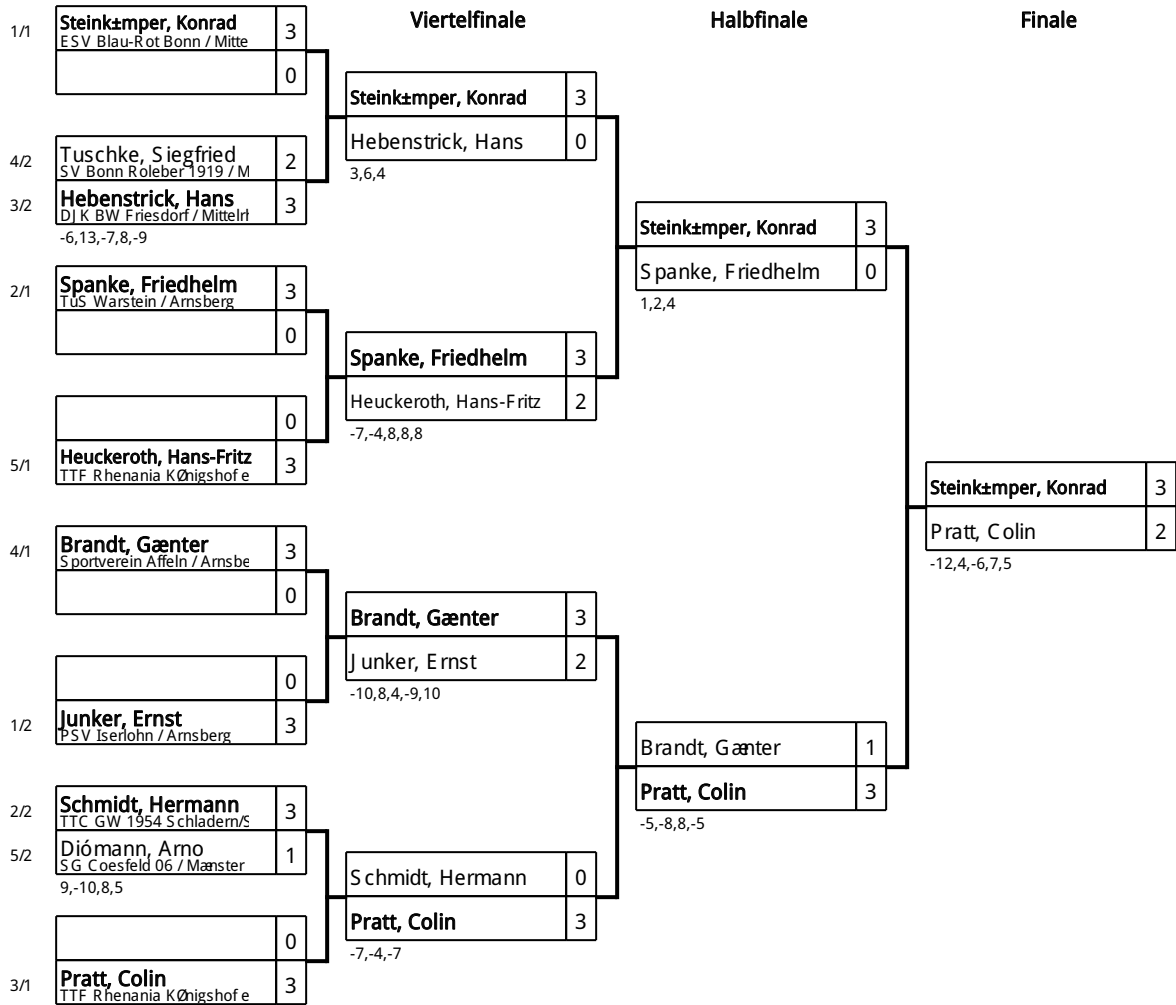 Viertelfinale
Halbfinale
Finale
1/1
Steink±mper, Konrad
3
ESV Blau-Rot Bonn / Mitte
0
4/2
Tuschke, Siegfried
2
SV Bonn Roleber 1919 / M
3/2
Hebenstrick, Hans
3
DJK BW Friesdorf / Mittelrh
-6,13,-7,8,-9
2/1
Spanke, Friedhelm
3
TuS Warstein / Arnsberg
0
0
5/1
Heuckeroth, Hans-Fritz
3
TTF Rhenania KØnigshofe
4/1
Brandt, Gænter
3
Sportverein Affeln / Arnsbe
0
0
1/2
Junker, Ernst
3
PSV Iserlohn / Arnsberg
2/2
Schmidt, Hermann
3
TTC GW 1954 Schladern/S
5/2
Diómann, Arno
1
SG Coesfeld 06 / Mænster
9,-10,8,5
0
3/1
Pratt, Colin
3
TTF Rhenania KØnigshofe
Steink±mper, Konrad
3
Hebenstrick, Hans
0
3,6,4
Spanke, Friedhelm
3
Heuckeroth, Hans-Fritz
2
-7,-4,8,8,8
Brandt, Gænter
3
Junker, Ernst
2
-10,8,4,-9,10
Schmidt, Hermann
0
Pratt, Colin
3
-7,-4,-7
Steink±mper, Konrad
3
Spanke, Friedhelm
0
1,2,4
Brandt, Gænter
1
Pratt, Colin
3
-5,-8,8,-5
Steink±mper, Konrad
3
Pratt, Colin
2
-12,4,-6,7,5